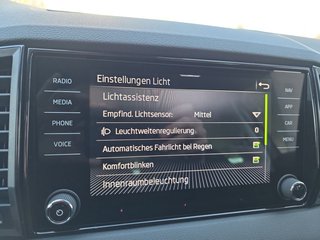 Einstellungen Licht
RADIO
MEDIA
PHONE
VOICE
Lichtassistenz
Empfind. Lichtsensor: Mittel
Leuchtweitenregulierung: 0
Automatisches Fahrlicht bei Regen
Komfortblinken
Innenraumbeleuchtung
NAV
APP
CAR
MENU